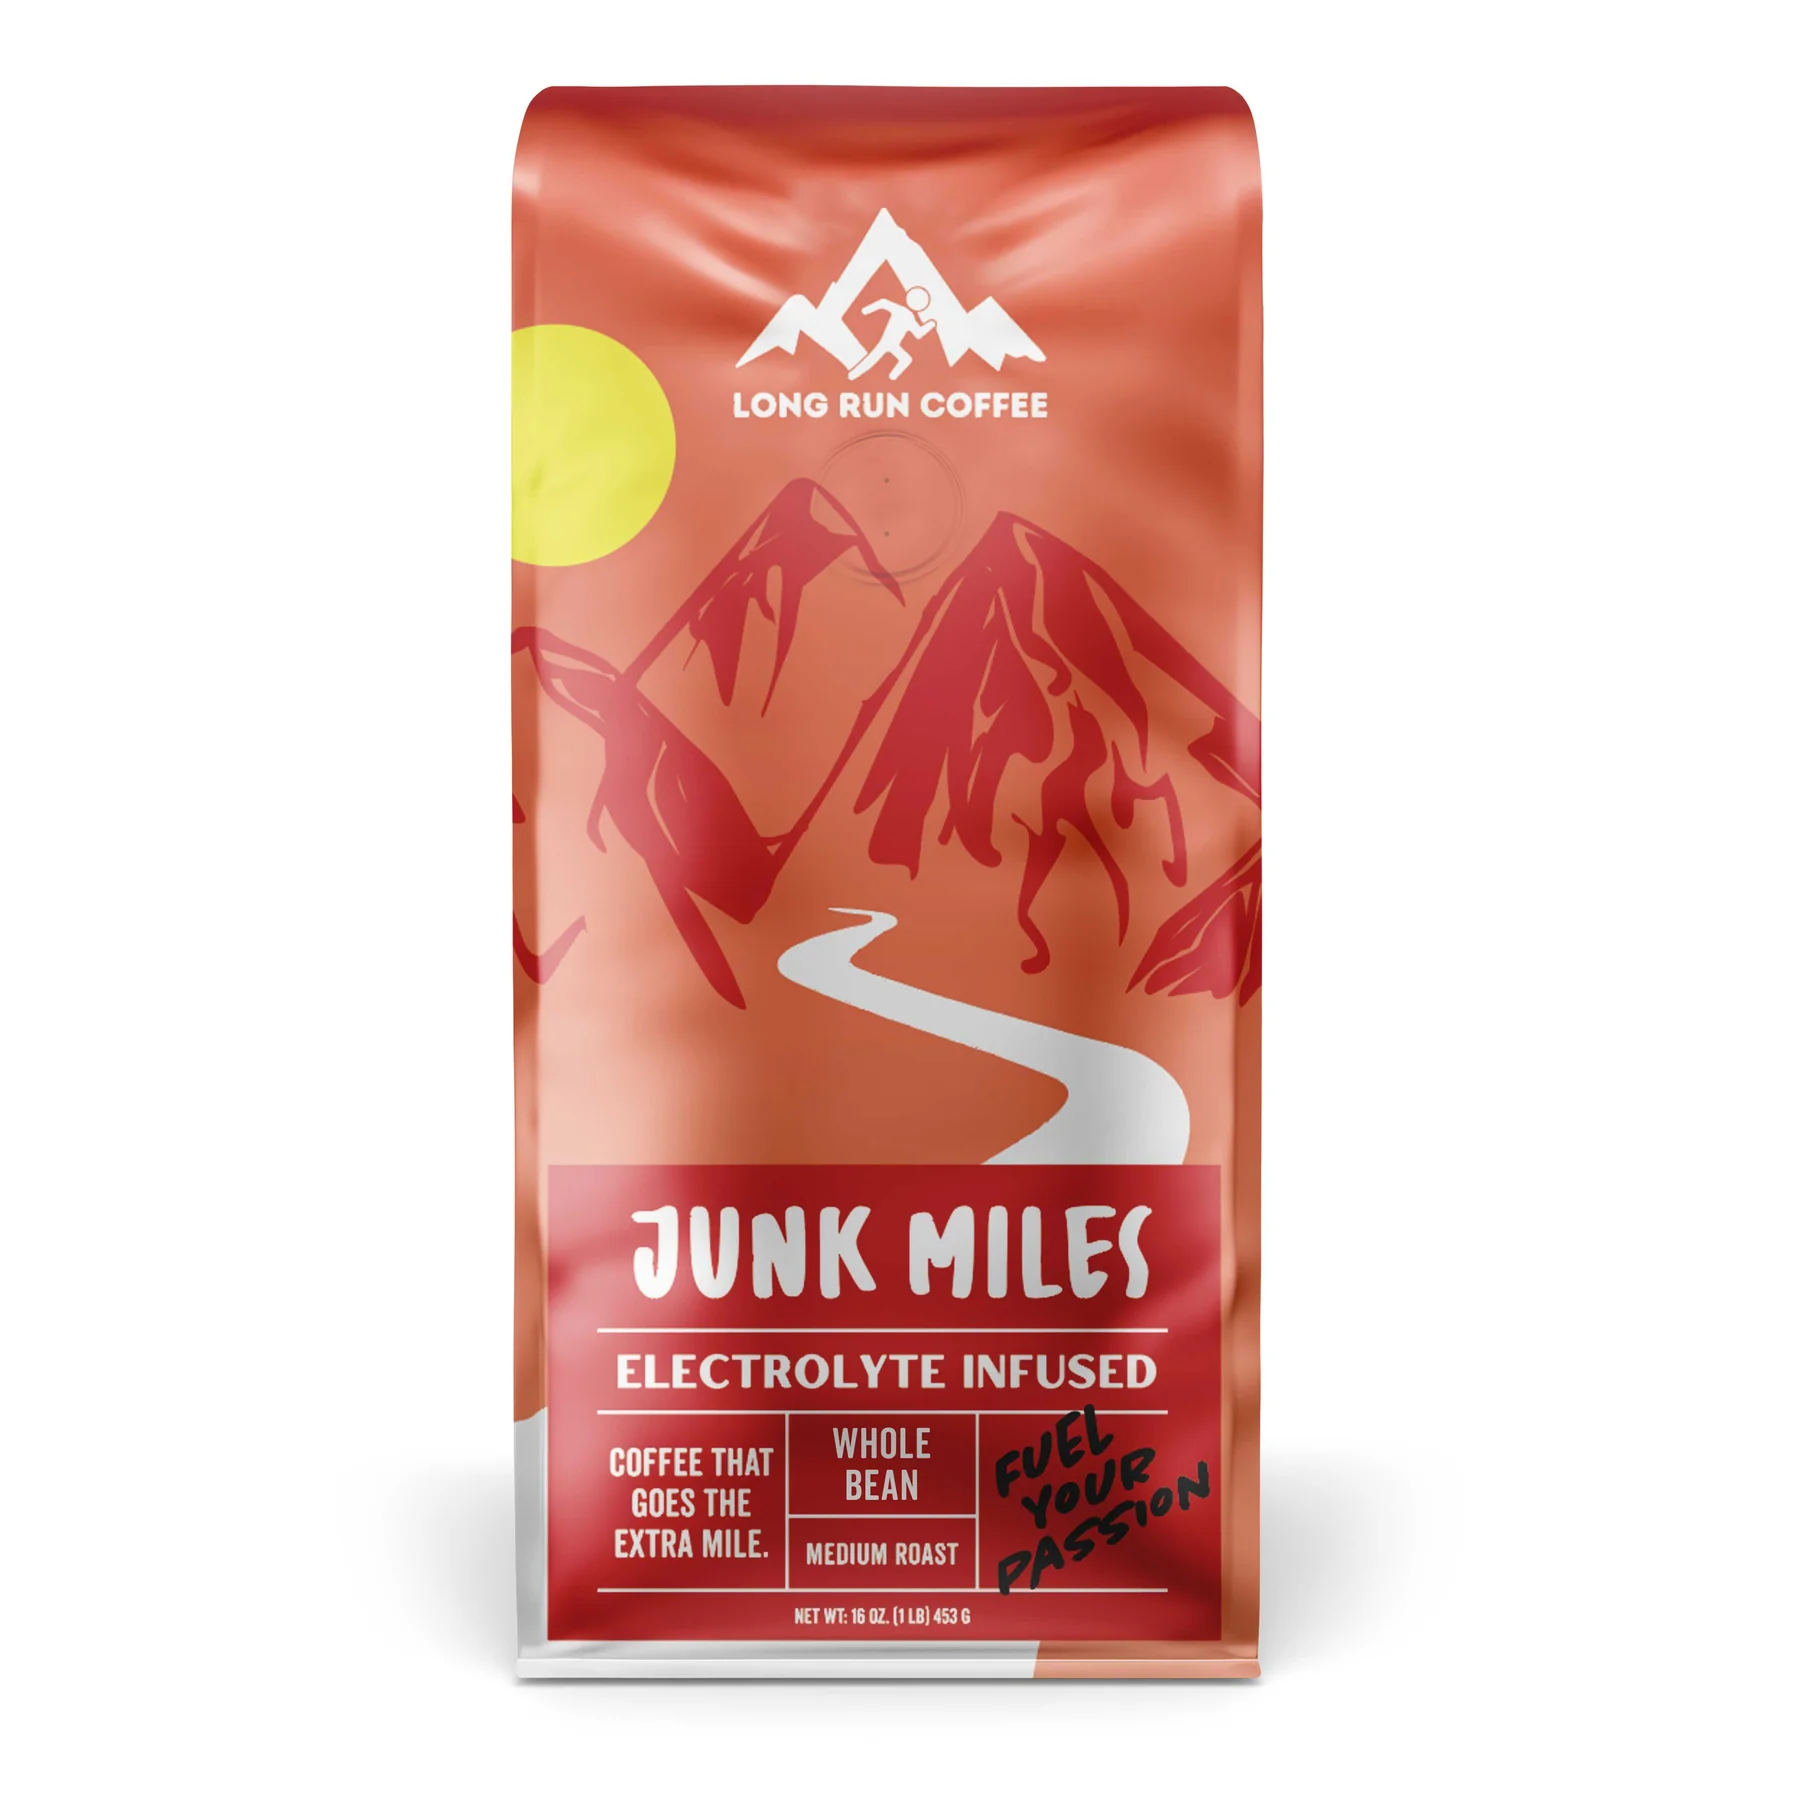 LONG RUN COFFEE
JUNK MILES
ELECTROLYTE INFUSED
COFFEE THAT
GOES THE
EXTRA MILE.
WHOLE
BEAN
MEDIUM ROAST
FUEL
YOUR
PASSION
NET WT: 16 OZ. (1 LB) 453 G